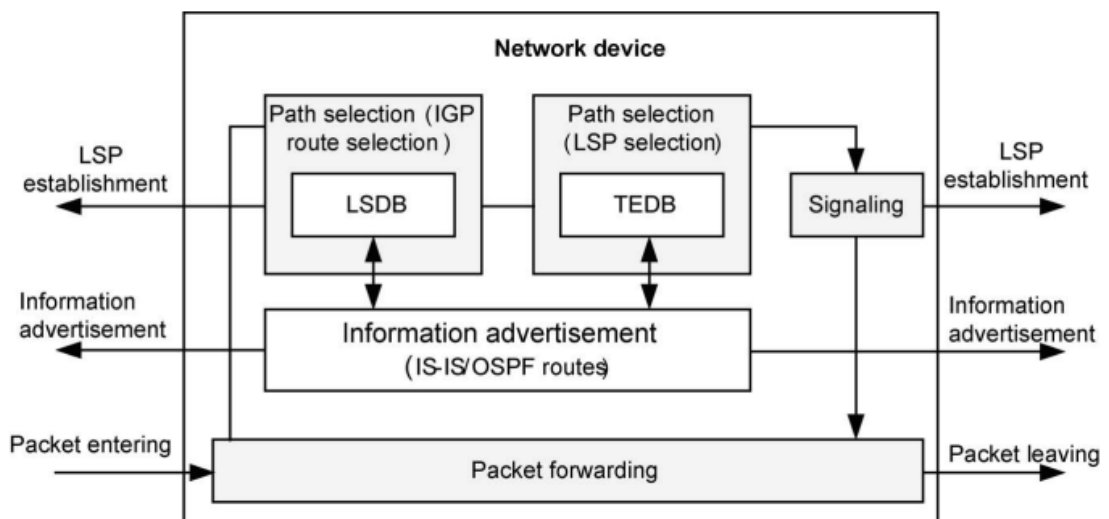 Network device
Path selection (IGP
route selection )
LSDB
Path selection
(LSP selection)
TEDB
LSP
establishment
Signaling
LSP
establishment
Information
advertisement
Information advertisement
(IS-IS/OSPF routes)
Information
advertisement
Packet entering
Packet forwarding
Packet leaving